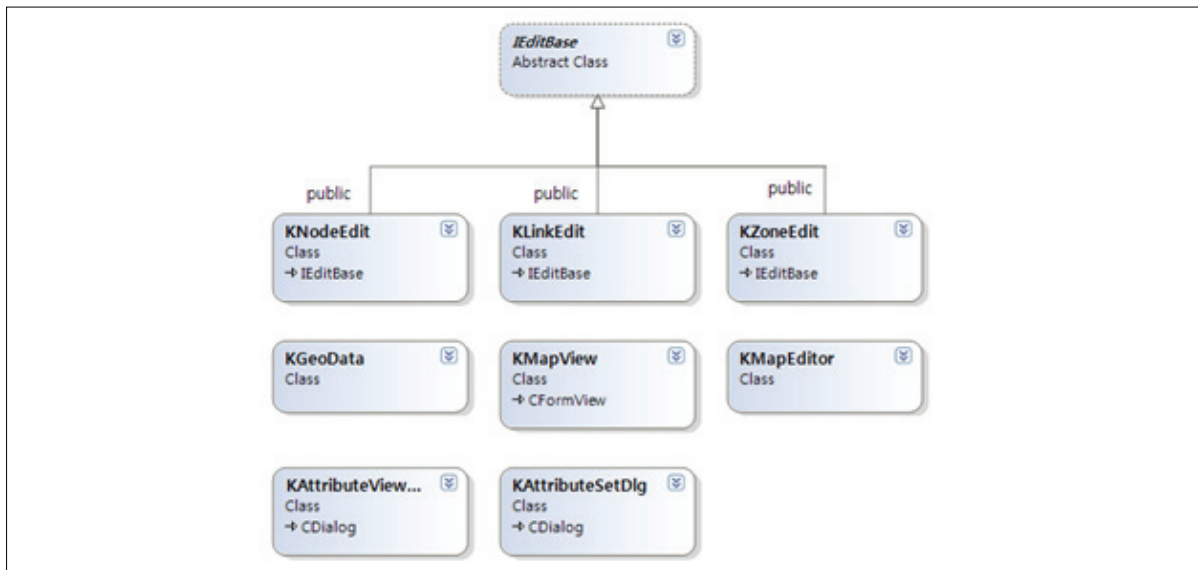 IEditBase
Abstract Class
public
public
public
KNodeEdit
Class
IEditBase
KLinkEdit
Class
IEditBase
KZoneEdit
Class
IEditBase
KGeoData
Class
KMapView
Class
CFormView
KMapEditor
Class
KAttributeView...
Class
CDialog
KAttributeSetDlg
Class
CDialog